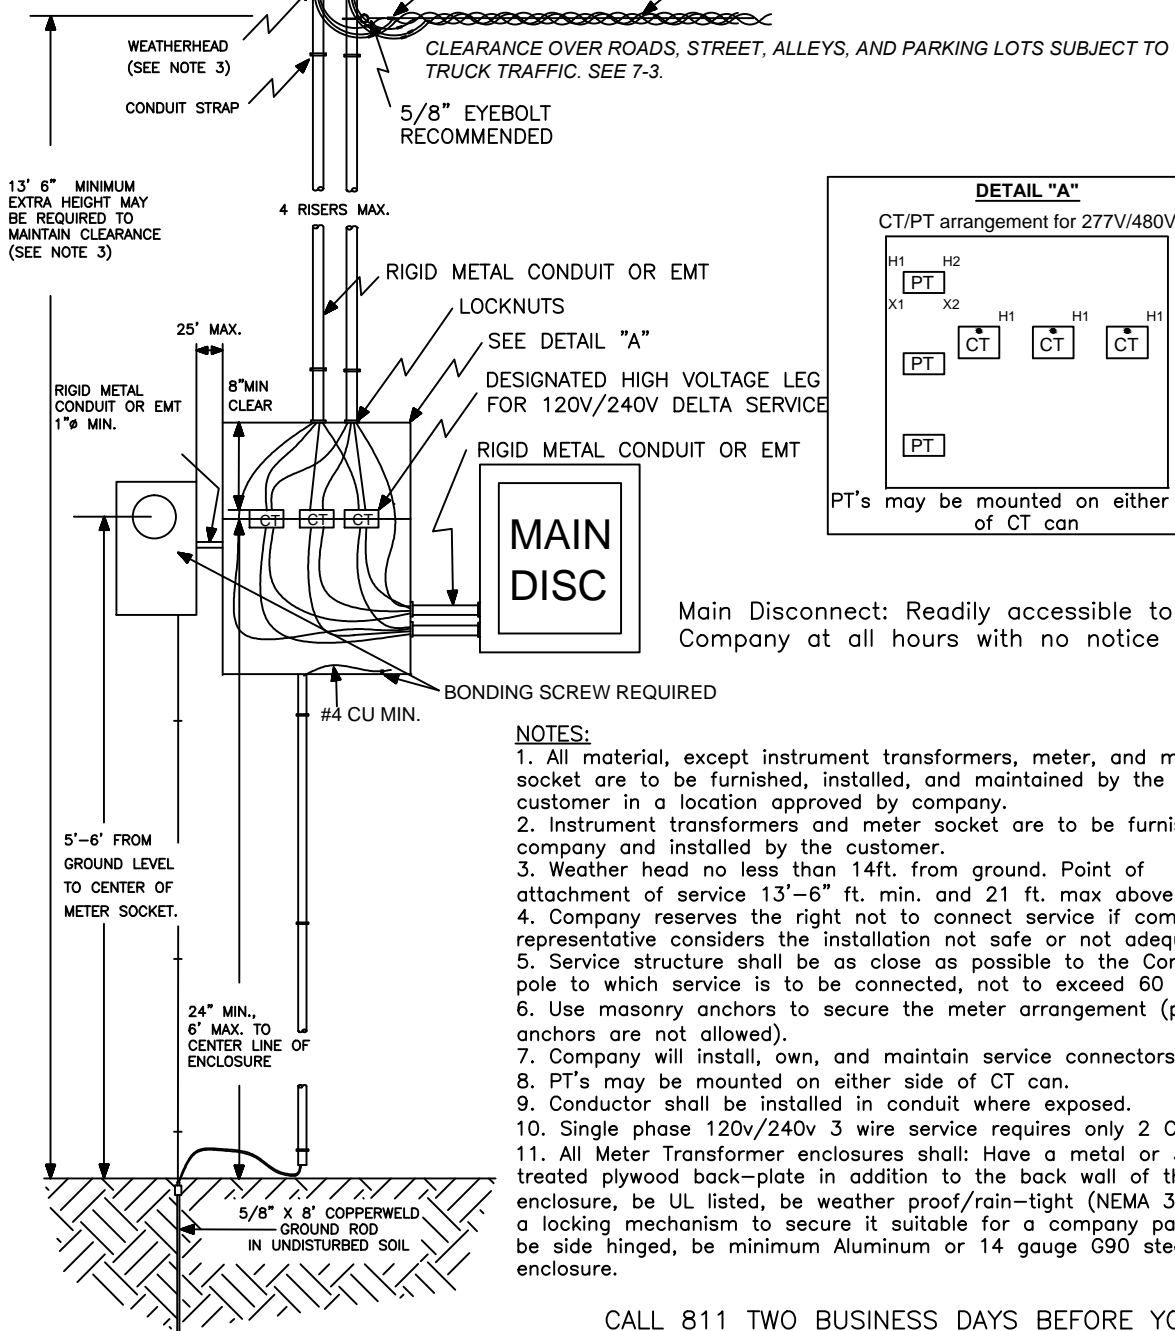 WEATHERHEAD
(SEE NOTE 3)
CONDUIT STRAP
CLEARANCE OVER ROADS, STREET, ALLEYS, AND PARKING LOTS SUBJECT TO
TRUCK TRAFFIC. SEE 7-3.
5/8" EYEBOLT
RECOMMENDED
13' 6" MINIMUM
EXTRA HEIGHT MAY
BE REQUIRED TO
MAINTAIN CLEARANCE
(SEE NOTE 3)
4 RISERS MAX.
DETAIL "A"
CT/PT arrangement for 277V/480V
H1 H2
PT
X1 X2
H1 H1 H1
CT CT CT
PT
PT
PT's may be mounted on either
of CT can
RIGID METAL CONDUIT OR EMT
LOCKNUTS
SEE DETAIL "A"
DESIGNATED HIGH VOLTAGE LEG
FOR 120V/240V DELTA SERVICE
RIGID METAL CONDUIT OR EMT
25' MAX.
RIGID METAL
CONDUIT OR EMT
1"ø MIN.
8"MIN
CLEAR
CT CT CT
MAIN
DISC
Main Disconnect: Readily accessible to
Company at all hours with no notice
BONDING SCREW REQUIRED
#4 CU MIN.
5'-6' FROM
GROUND LEVEL
TO CENTER OF
METER SOCKET.
24" MIN.,
6' MAX. TO
CENTER LINE OF
ENCLOSURE
5/8" X 8' COPPERWELD
GROUND ROD
IN UNDISTURBED SOIL
NOTES:
1. All material, except instrument transformers, meter, and m
socket are to be furnished, installed, and maintained by the
customer in a location approved by company.
2. Instrument transformers and meter socket are to be furni
company and installed by the customer.
3. Weather head no less than 14ft. from ground. Point of
attachment of service 13'-6" ft. min. and 21 ft. max above
4. Company reserves the right not to connect service if com
representative considers the installation not safe or not adeq
5. Service structure shall be as close as possible to the Co
pole to which service is to be connected, not to exceed 60
6. Use masonry anchors to secure the meter arrangement (p
anchors are not allowed).
7. Company will install, own, and maintain service connectors
8. PT's may be mounted on either side of CT can.
9. Conductor shall be installed in conduit where exposed.
10. Single phase 120v/240v 3 wire service requires only 2 C
11. All Meter Transformer enclosures shall: Have a metal or
treated plywood back-plate in addition to the back wall of th
enclosure, be UL listed, be weather proof/rain-tight (NEMA 3
a locking mechanism to secure it suitable for a company pa
be side hinged, be minimum Aluminum or 14 gauge G90 ste
enclosure.
CALL 811 TWO BUSINESS DAYS BEFORE YO